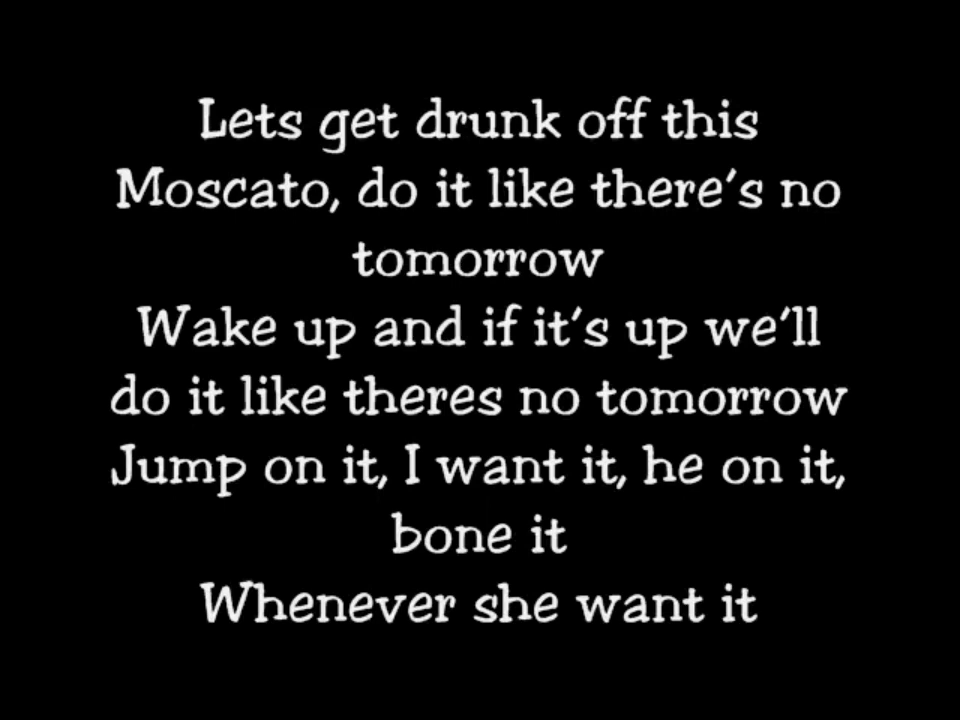 Lets get drunk off this
Moscato, do it like there's no
tomorrow
Wake up and if it's up we'll
do it like theres no tomorrow
Jump on it, I want it, he on it,
bone it
Whenever she want it